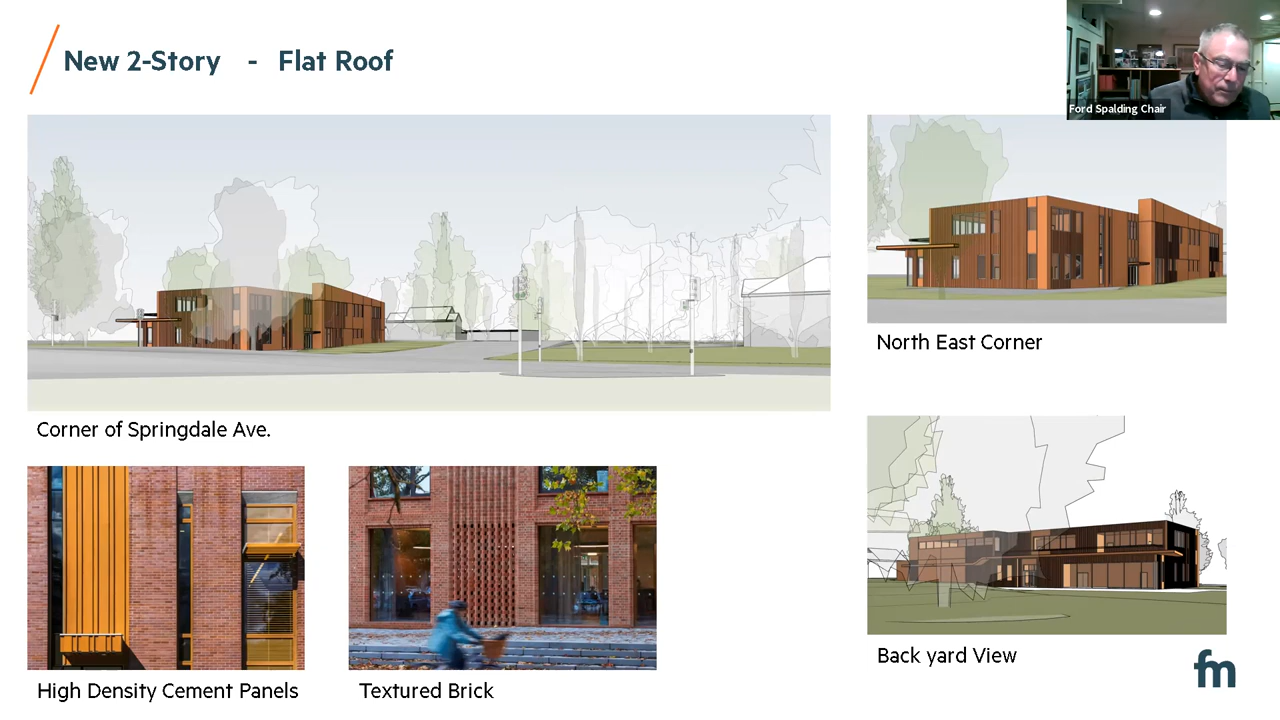 New 2-Story - Flat Roof
Ford Spalding Chair
North East Corner
Corner of Springdale Ave.
High Density Cement Panels
Textured Brick
Back yard View
fm